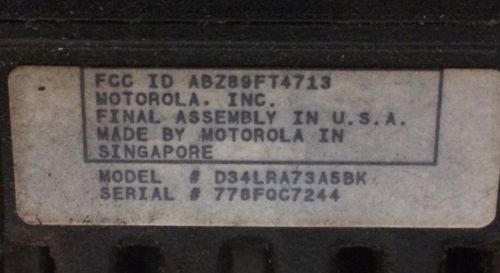 FCC ID ABZ89FT4713
MOTOROLA. INC.
FINAL ASSEMBLY IN U.S.A.
MADE BY MOTOROLA IN
SINGAPORE
MODEL # D34LRA73A5BK
SERIAL # 778FQC7244